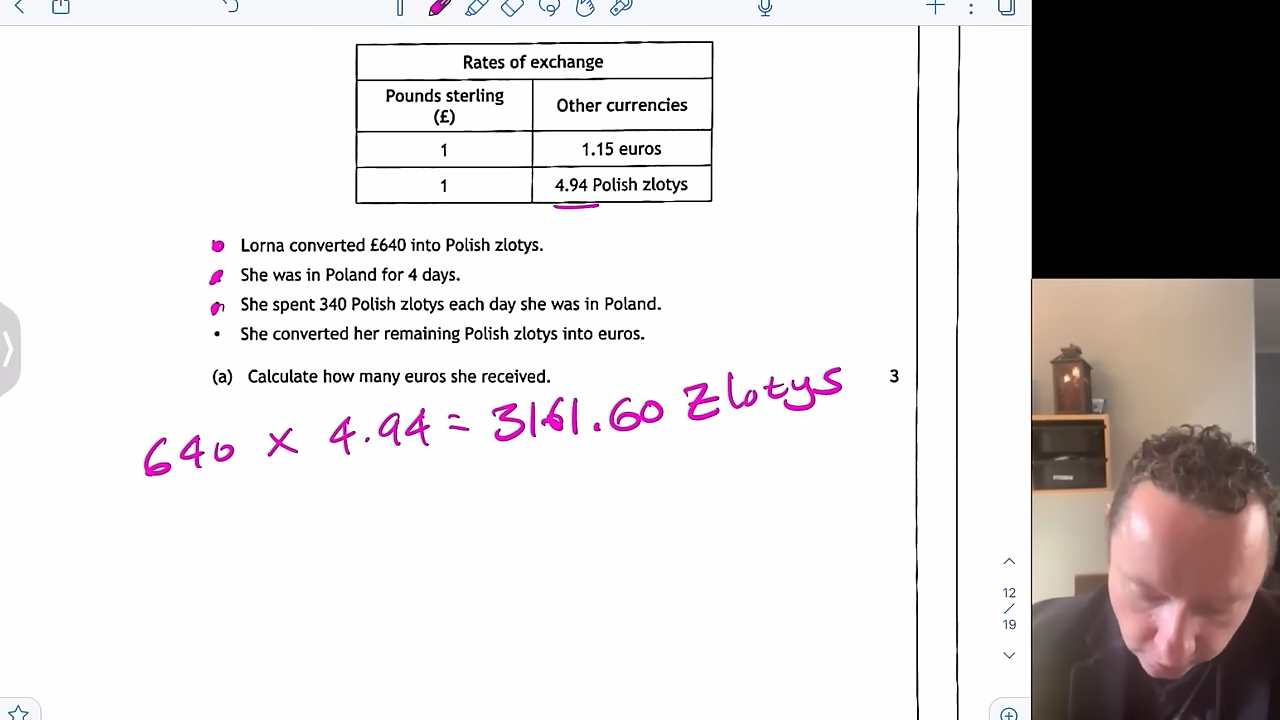 Rates of exchange
Pounds sterling (£)
Other currencies
1
1.15 euros
1
4.94 Polish zlotys
Lorna converted £640 into Polish zlotys.
She was in Poland for 4 days.
She spent 340 Polish zlotys each day she was in Poland.
• She converted her remaining Polish zlotys into euros.
(a) Calculate how many euros she received.
3
640 × 4.94 = 3161.60 Zlotys
12
/
19